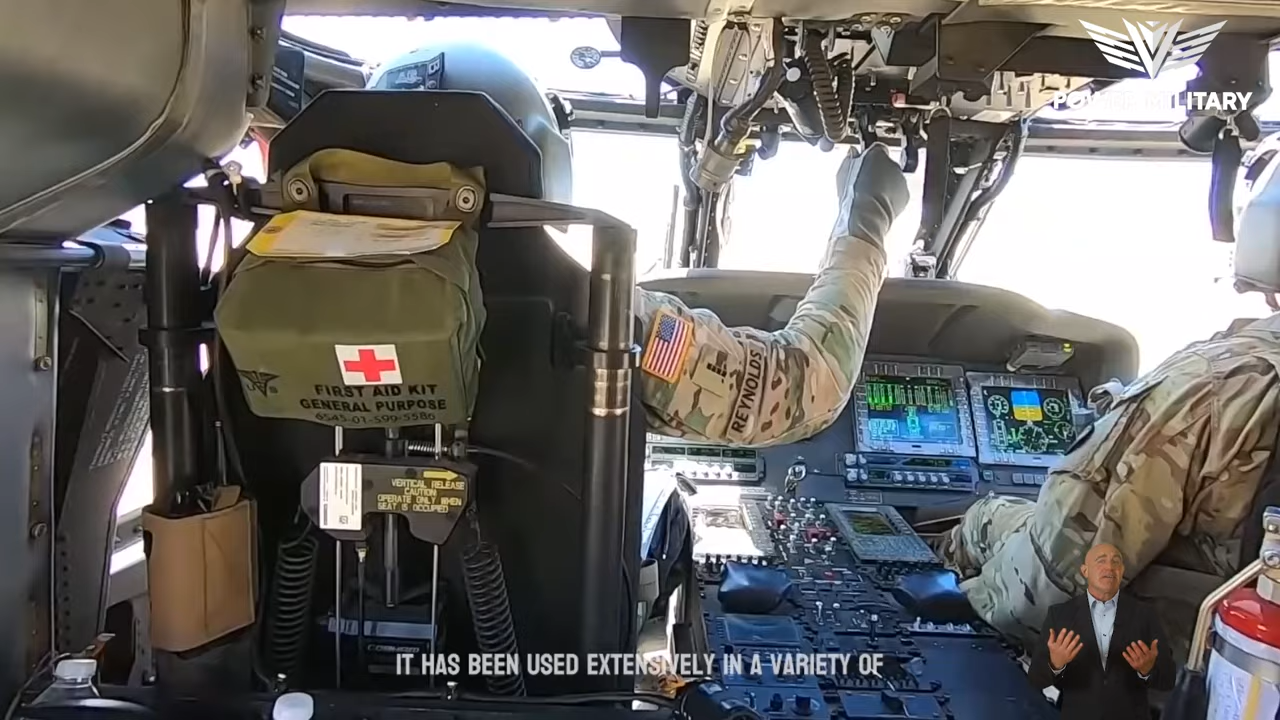 POWER MILITARY
FIRST AID KIT
GENERAL PURPOSE
6545-01-599-5586
REYNOLDS
VERTICAL RELEASE
CAUTION
OPERATE ONLY WHEN
SEAT IS OCCUPIED
IT HAS BEEN USED EXTENSIVELY IN A VARIETY OF